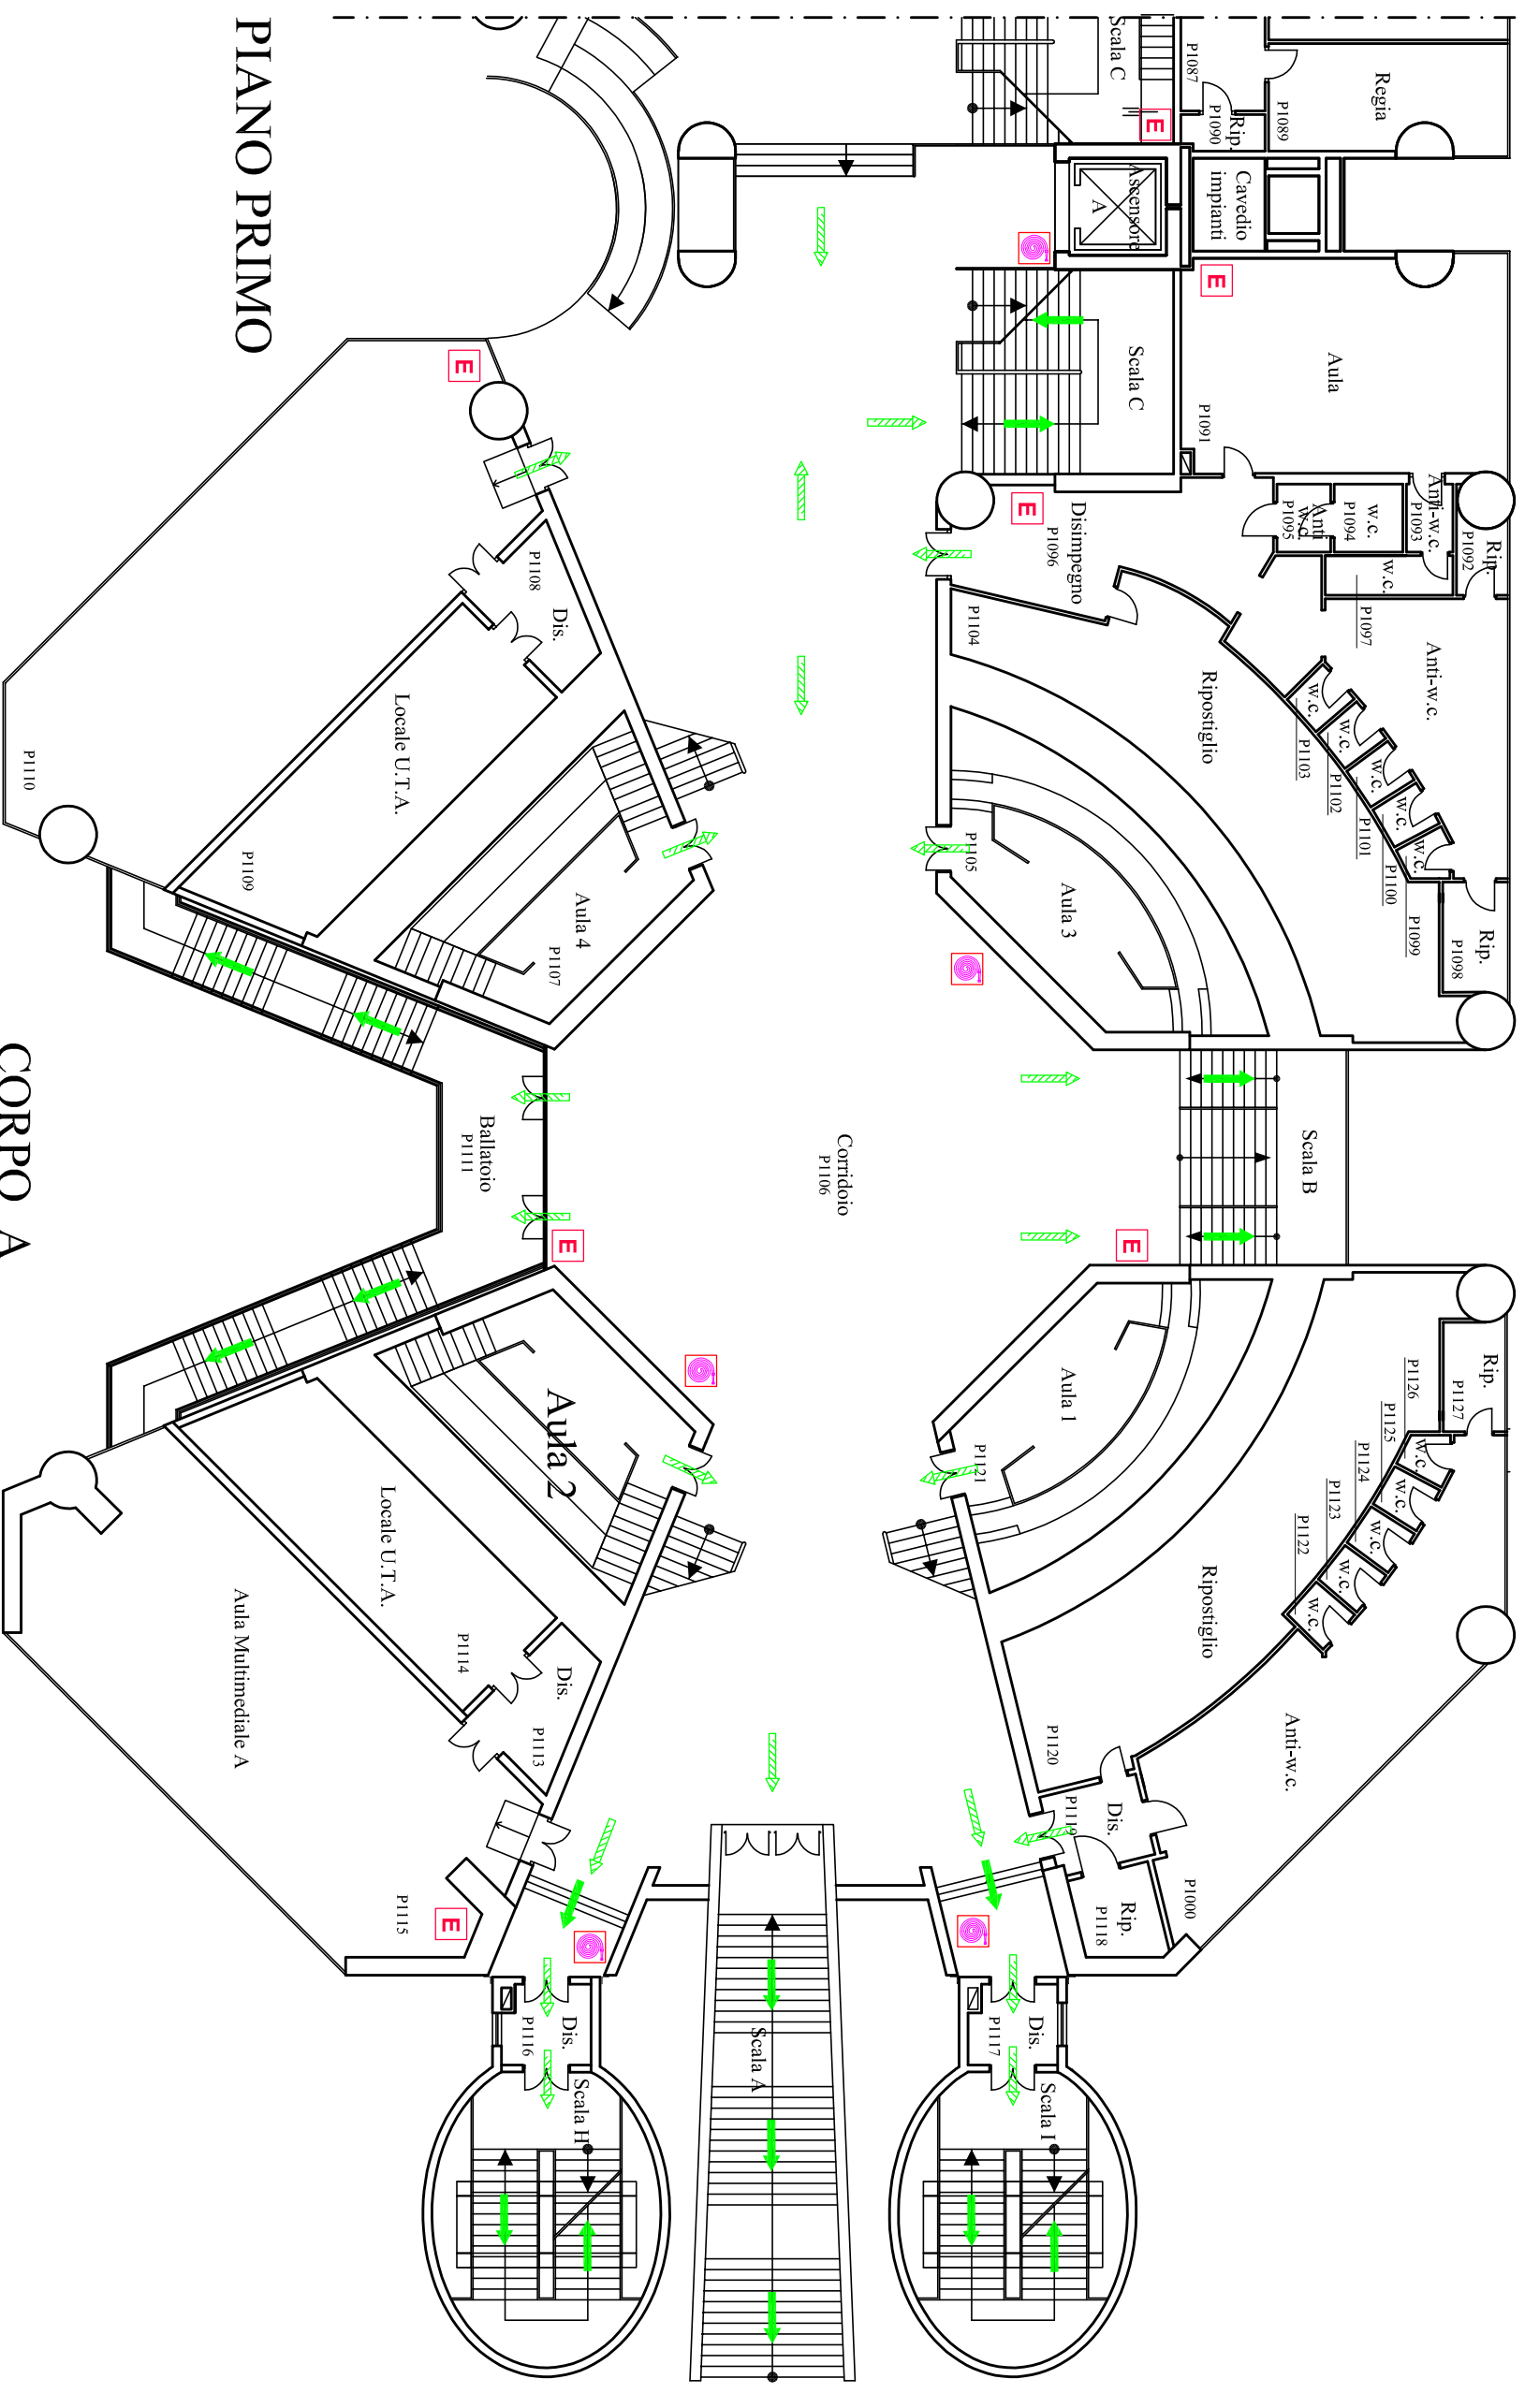 PIANO PRIMO
CORPO A
Scala C
P1087
Rip.
P1090
P1089
Regia
E
Ascensore
A
Cavedio
impianti
E
Scala C
Aula
P1091
E
E
Disimpegno
P1096
Anti
w.c.
P1095
w.c.
P1094
Anti-w.c.
P1093
Rip.
P1092
w.c.
P1097
Anti-w.c.
P1104
Ripostiglio
w.c.
P1103
w.c.
P1102
w.c.
P1101
w.c.
P1100
w.c.
P1099
Rip.
P1098
P1108
Dis.
Locale U.T.A.
P1109
P1110
Aula 4
P1107
P1105
Aula 3
Ballatoio
P1111
Corridoio
P1106
Scala B
E
E
Aula 2
Aula 1
P1121
Rip.
P1127
P1126
P1125
P1124
P1123
P1122
w.c.
w.c.
w.c.
w.c.
w.c.
Ripostiglio
Anti-w.c.
P1120
Locale U.T.A.
P1114
Dis.
P1113
Aula Multimediale A
P1115
E
Dis.
P1119
Rip.
P1118
P1000
Dis.
P1116
Scala H
Scala A
Dis.
P1117
Scala I